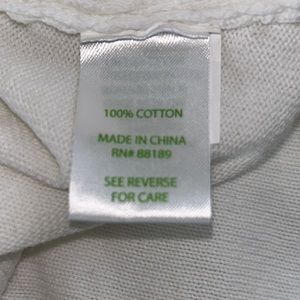 100% COTTON
MADE IN CHINA
RN# 88189
SEE REVERSE
FOR CARE